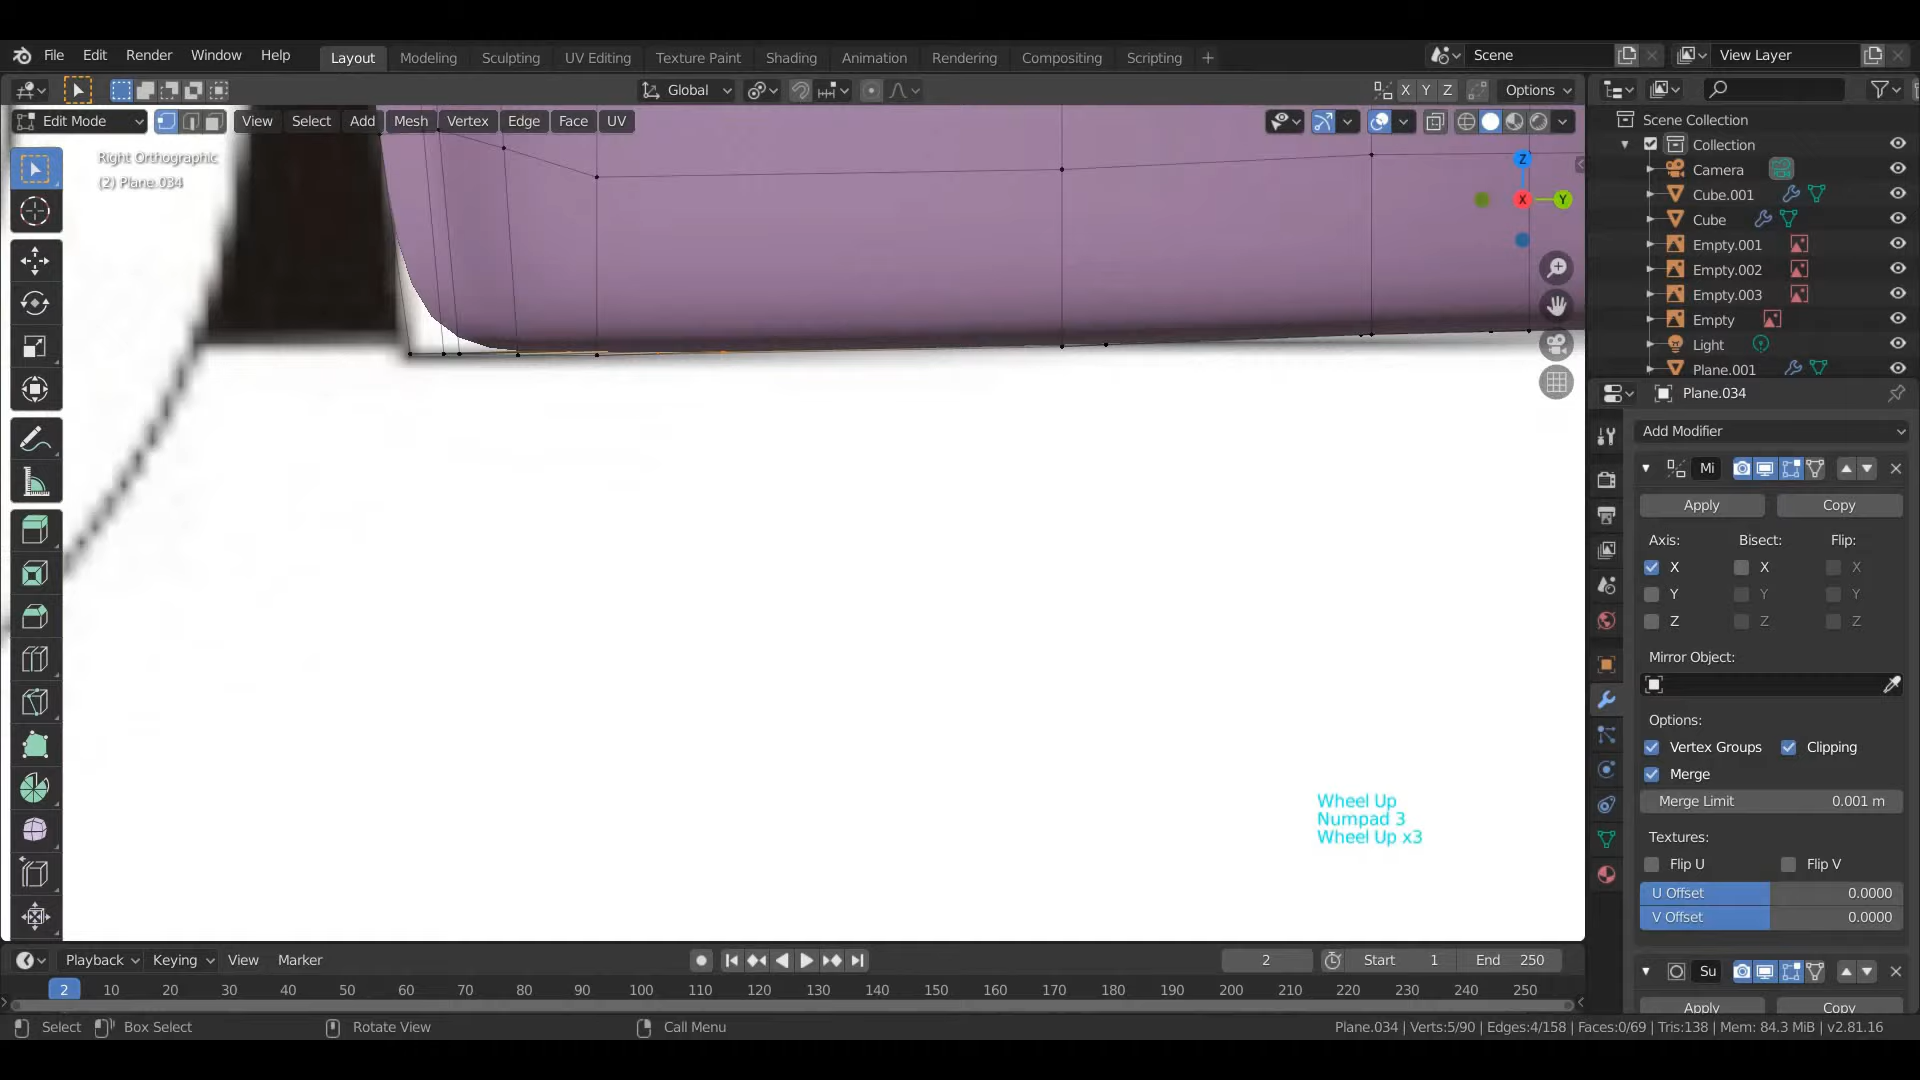 File Edit Render Window Help Layout Modeling Sculpting UV Editing Texture Paint Shading Animation Rendering Compositing Scripting + Scene View Layer
Global X Y Z Options
Edit Mode View Select Add Mesh Vertex Edge Face UV
Right Orthographic
(2) Plane.034
Z
X Y
Scene Collection
Collection
Camera
Cube.001
Cube
Empty.001
Empty.002
Empty.003
Empty
Light
Plane.001
Plane.034
Add Modifier
Mi
Apply Copy
Axis: Bisect: Flip:
X X X
Y Y Y
Z Z Z
Mirror Object:
Options:
Vertex Groups Clipping
Merge
Merge Limit 0.001 m
Textures:
Flip U Flip V
U Offset 0.0000
V Offset 0.0000
Su
Apply Copy
Wheel Up
Numpad 3
Wheel Up x3
Playback Keying View Marker 2 Start 1 End 250
2 10 20 30 40 50 60 70 80 90 100 110 120 130 140 150 160 170 180 190 200 210 220 230 240 250
Select Box Select Rotate View Call Menu Plane.034 | Verts:5/90 | Edges:4/158 | Faces:0/69 | Tris:138 | Mem: 84.3 MiB | v2.81.16